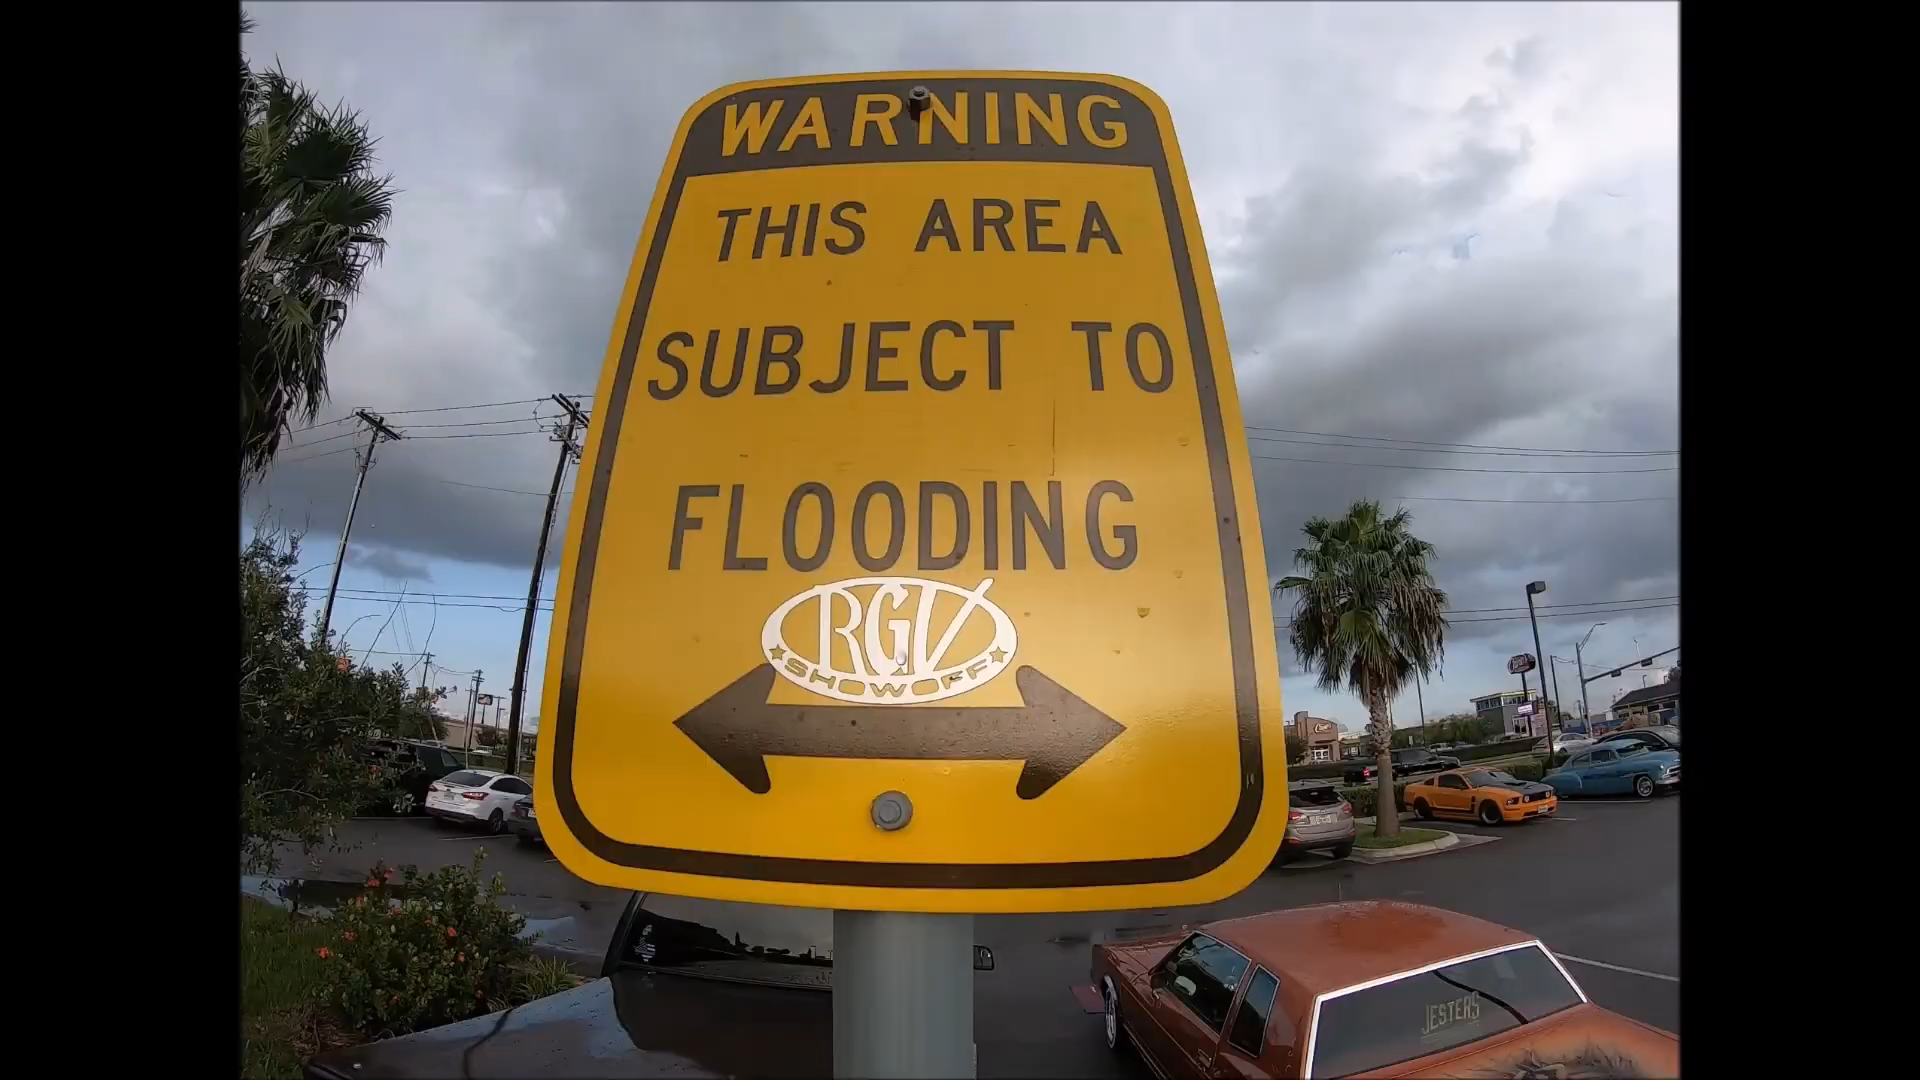 WARNING
THIS AREA
SUBJECT TO
FLOODING
RGV
SHOWOFF
JESTERS